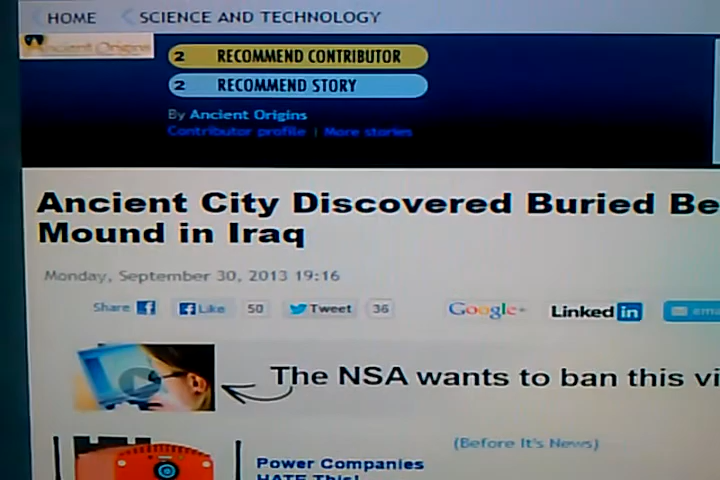 HOME SCIENCE AND TECHNOLOGY
Ancient Origins
2 RECOMMEND CONTRIBUTOR
2 RECOMMEND STORY
By Ancient Origins
Contributor profile | More stories
Ancient City Discovered Buried Be
Mound in Iraq
Monday, September 30, 2013 19:16
Share Like 50 Tweet 36 Google+ Linked in ema
The NSA wants to ban this vi
(Before It's News)
Power Companies
HATE This!